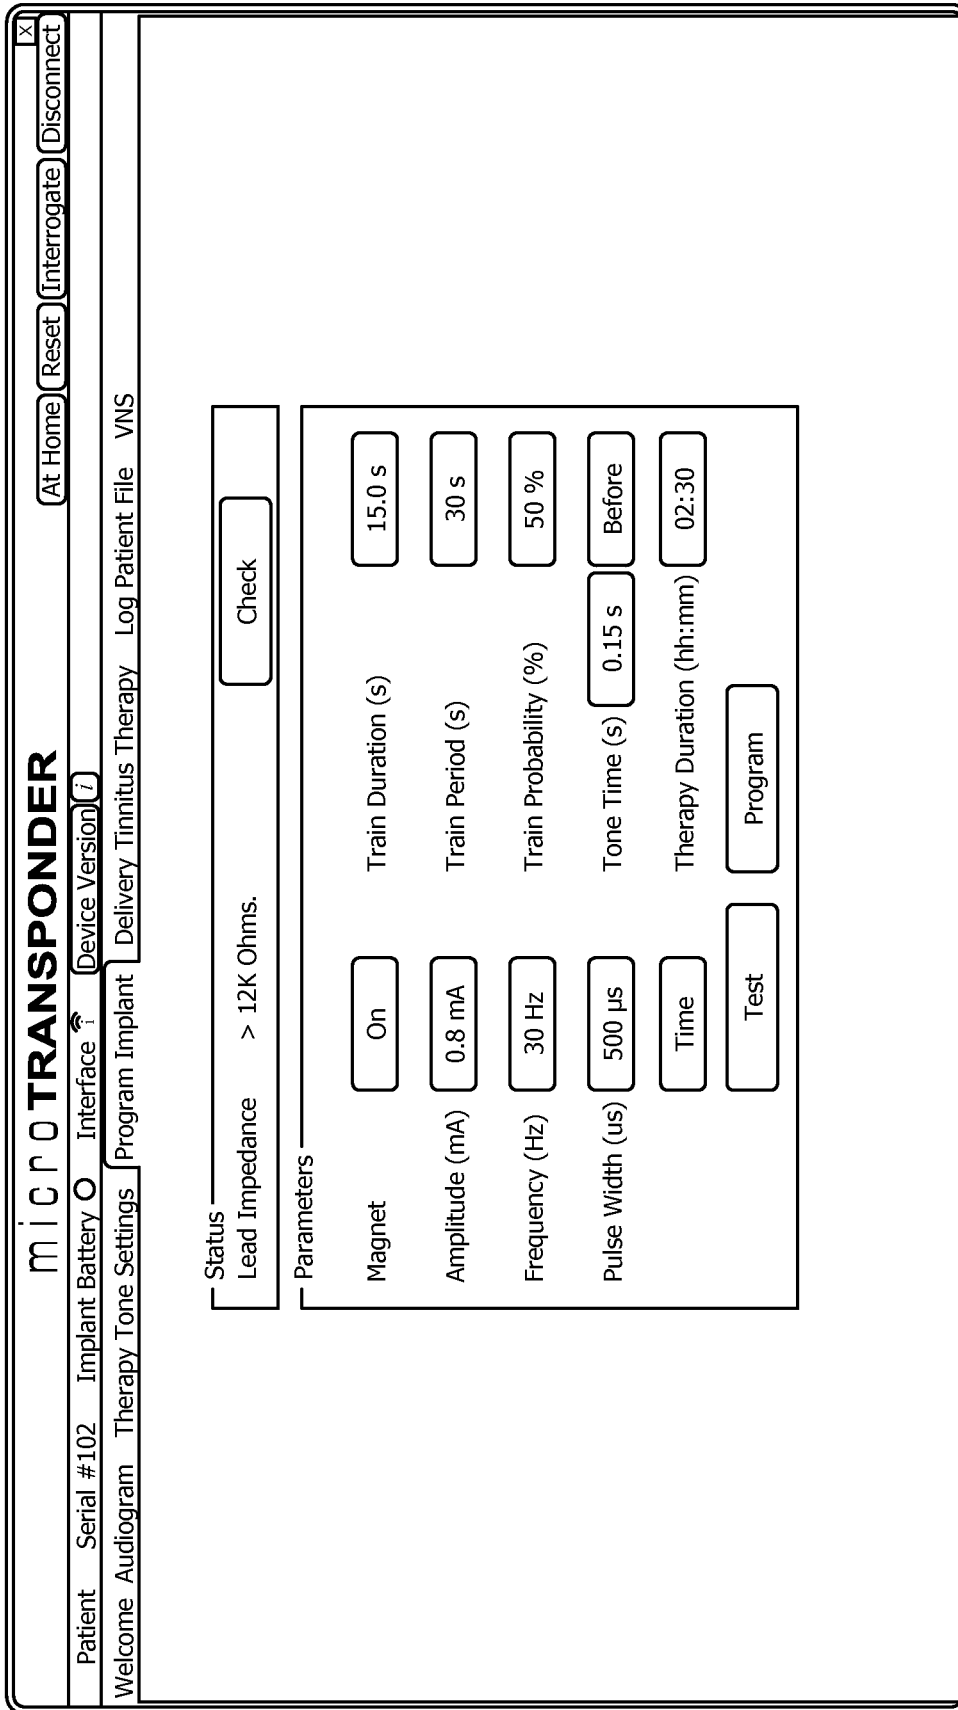 X
microTRANSPONDER
At Home Reset Interrogate Disconnect
Patient Serial #102 Implant Battery Interface Device Version i
Welcome Audiogram Therapy Tone Settings Program Implant Delivery Tinnitus Therapy Log Patient File VNS
Status
Lead Impedance > 12K Ohms. Check
Parameters
Magnet On Train Duration (s) 15.0 s
Amplitude (mA) 0.8 mA Train Period (s) 30 s
Frequency (Hz) 30 Hz Train Probability (%) 50 %
Pulse Width (us) 500 µs Tone Time (s) 0.15 s Before
Time Therapy Duration (hh:mm) 02:30
Test Program